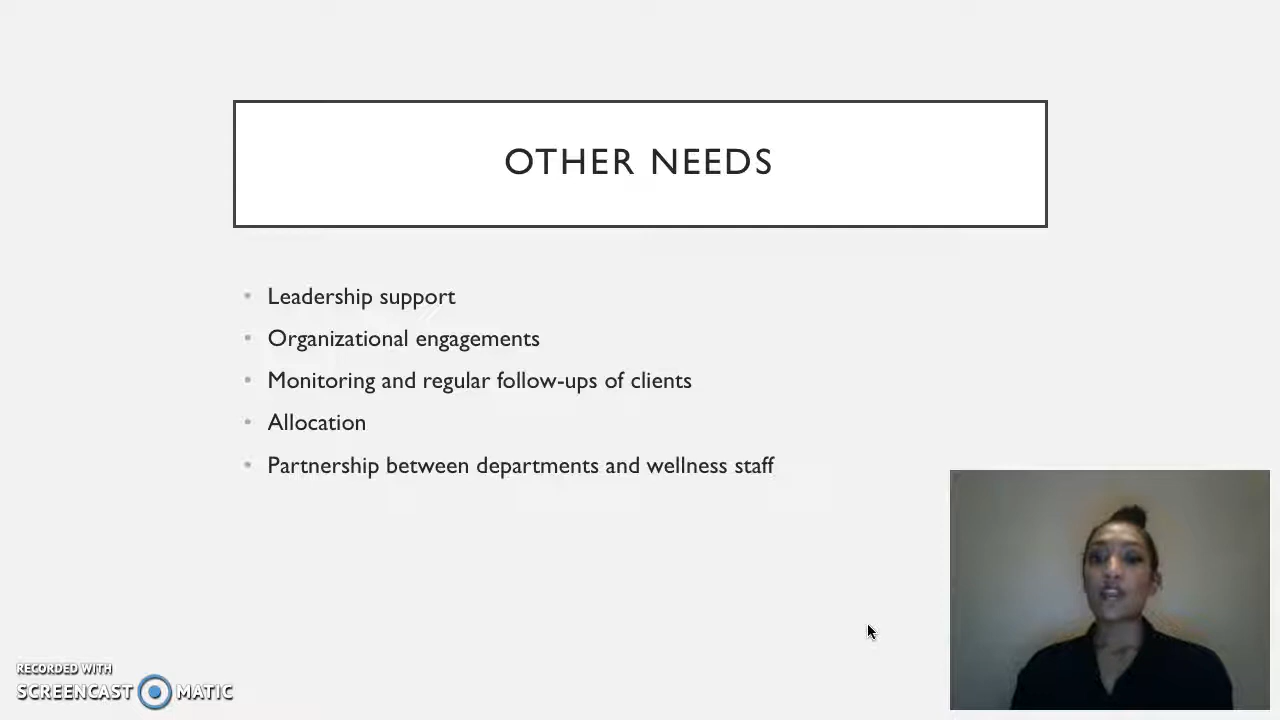 OTHER NEEDS
• Leadership support
• Organizational engagements
• Monitoring and regular follow-ups of clients
• Allocation
• Partnership between departments and wellness staff
RECORDED WITH
SCREENCAST MATIC